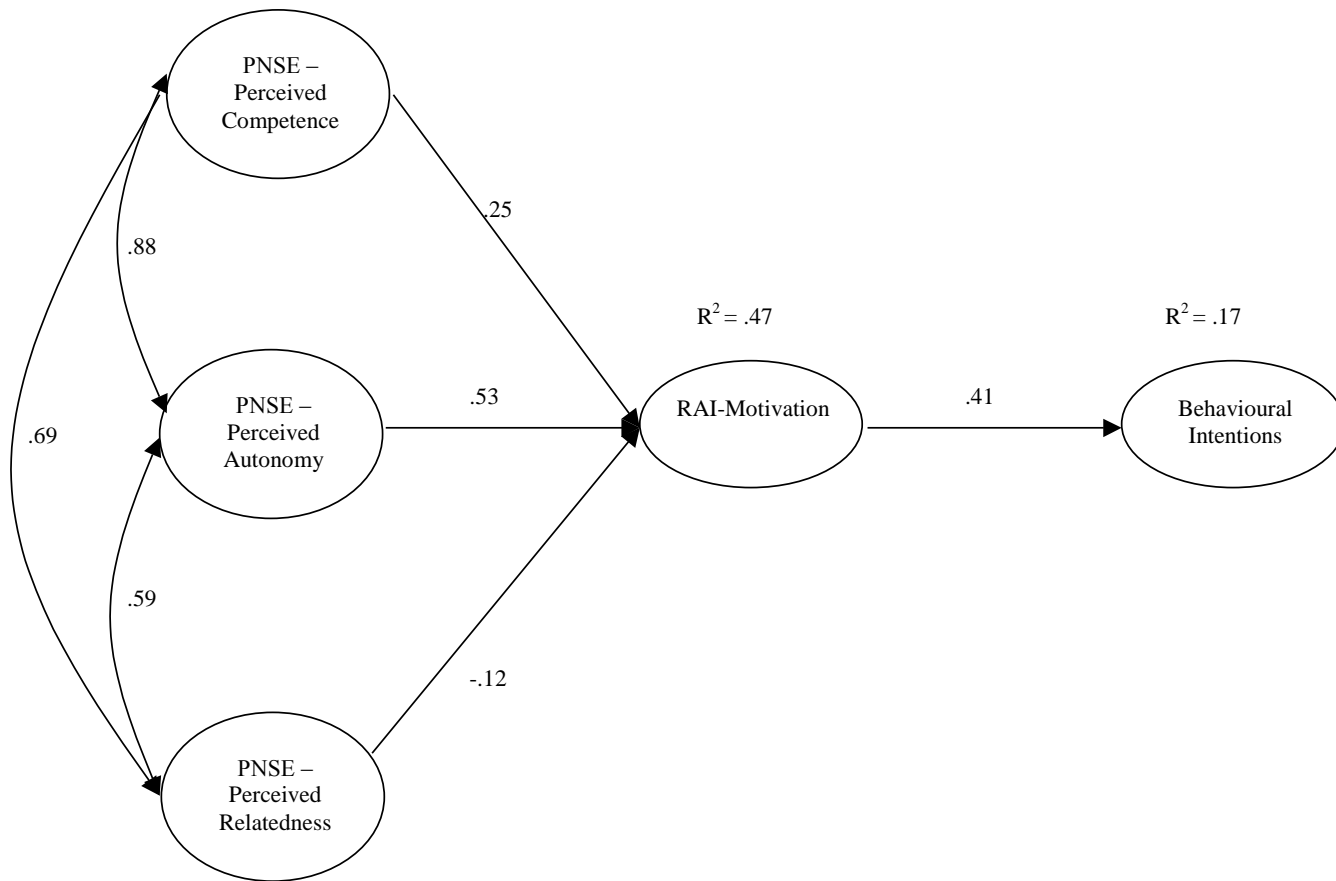 PNSE –
Perceived
Competence
.25
.88
R² = .47
R² = .17
PNSE –
Perceived
Autonomy
.53
RAI-Motivation
.41
Behavioural
Intentions
.69
.59
-.12
PNSE –
Perceived
Relatedness